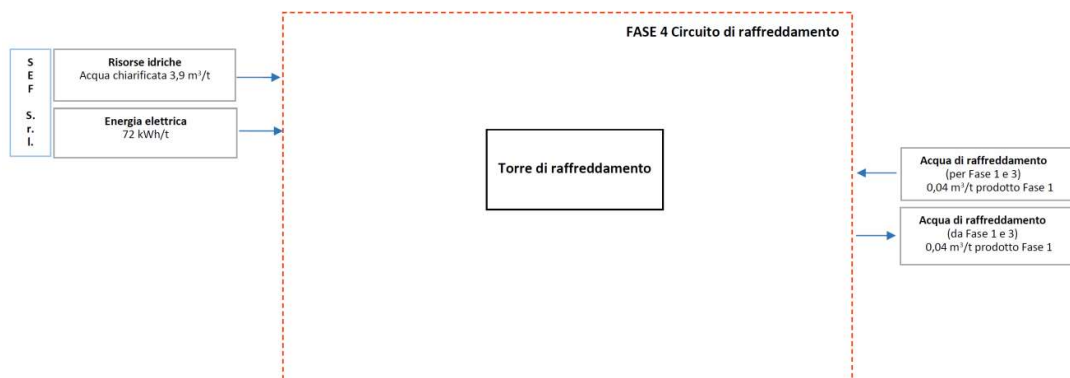 FASE 4 Circuito di raffreddamento
S
E
F
S.
r.
l.
Risorse idriche
Acqua chiarificata 3,9 m³/t
Energia elettrica
72 kWh/t
Torre di raffreddamento
Acqua di raffreddamento
(per Fase 1 e 3)
0,04 m³/t prodotto Fase 1
Acqua di raffreddamento
(da Fase 1 e 3)
0,04 m³/t prodotto Fase 1